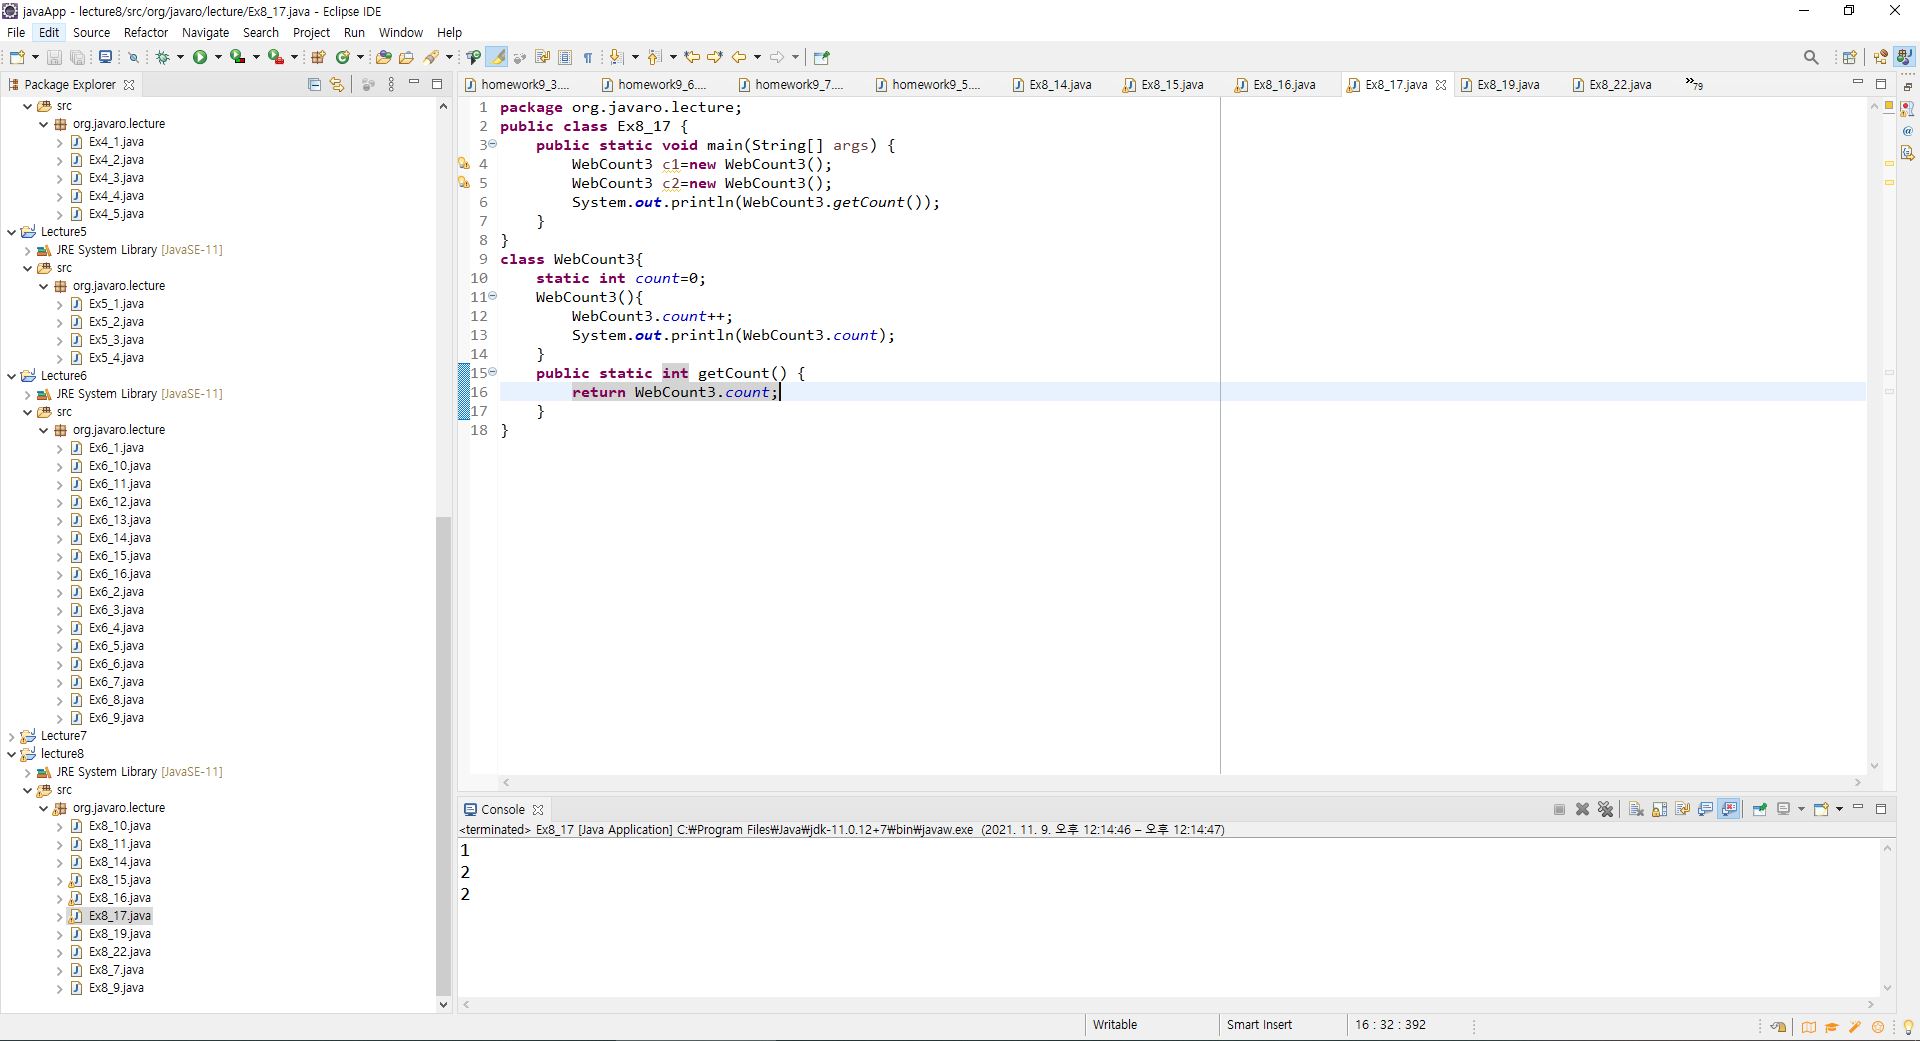 javaApp - lecture8/src/org/javaro/lecture/Ex8_17.java - Eclipse IDE
File Edit Source Refactor Navigate Search Project Run Window Help
Package Explorer
src
org.javaro.lecture
Ex4_1.java
Ex4_2.java
Ex4_3.java
Ex4_4.java
Ex4_5.java
Lecture5
JRE System Library [JavaSE-11]
src
org.javaro.lecture
Ex5_1.java
Ex5_2.java
Ex5_3.java
Ex5_4.java
Lecture6
JRE System Library [JavaSE-11]
src
org.javaro.lecture
Ex6_1.java
Ex6_10.java
Ex6_11.java
Ex6_12.java
Ex6_13.java
Ex6_14.java
Ex6_15.java
Ex6_16.java
Ex6_2.java
Ex6_3.java
Ex6_4.java
Ex6_5.java
Ex6_6.java
Ex6_7.java
Ex6_8.java
Ex6_9.java
Lecture7
lecture8
JRE System Library [JavaSE-11]
src
org.javaro.lecture
Ex8_10.java
Ex8_11.java
Ex8_14.java
Ex8_15.java
Ex8_16.java
Ex8_17.java
Ex8_19.java
Ex8_22.java
Ex8_7.java
Ex8_9.java
homework9_3.... homework9_6.... homework9_7.... homework9_5.... Ex8_14.java Ex8_15.java Ex8_16.java Ex8_17.java Ex8_19.java Ex8_22.java »79
1 package org.javaro.lecture;
2 public class Ex8_17 {
3 public static void main(String[] args) {
4 WebCount3 c1=new WebCount3();
5 WebCount3 c2=new WebCount3();
6 System.out.println(WebCount3.getCount());
7 }
8 }
9 class WebCount3{
10 static int count=0;
11 WebCount3(){
12 WebCount3.count++;
13 System.out.println(WebCount3.count);
14 }
15 public static int getCount() {
16 return WebCount3.count;
17 }
18 }
Console
<terminated> Ex8_17 [Java Application] C:₩Program Files₩Java₩jdk-11.0.12+7₩bin₩javaw.exe (2021. 11. 9. 오후 12:14:46 – 오후 12:14:47)
1
2
2
Writable Smart Insert 16 : 32 : 392